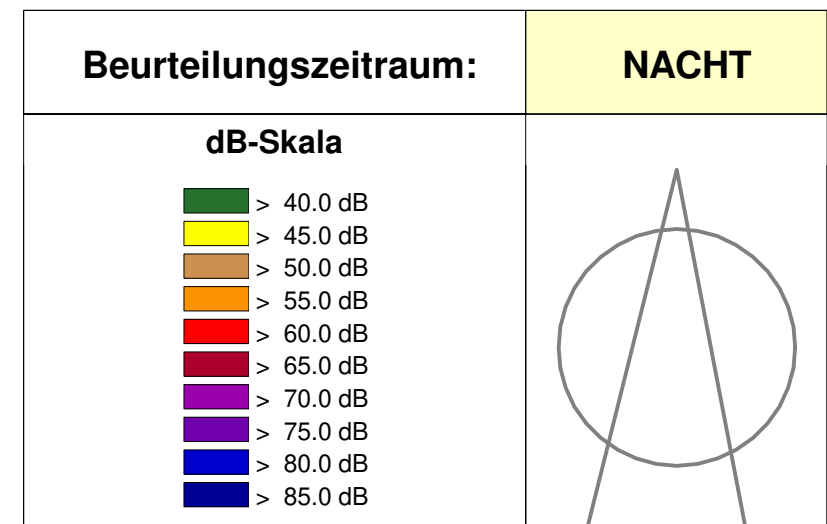 Beurteilungszeitraum: NACHT
dB-Skala
> 40.0 dB
> 45.0 dB
> 50.0 dB
> 55.0 dB
> 60.0 dB
> 65.0 dB
> 70.0 dB
> 75.0 dB
> 80.0 dB
> 85.0 dB